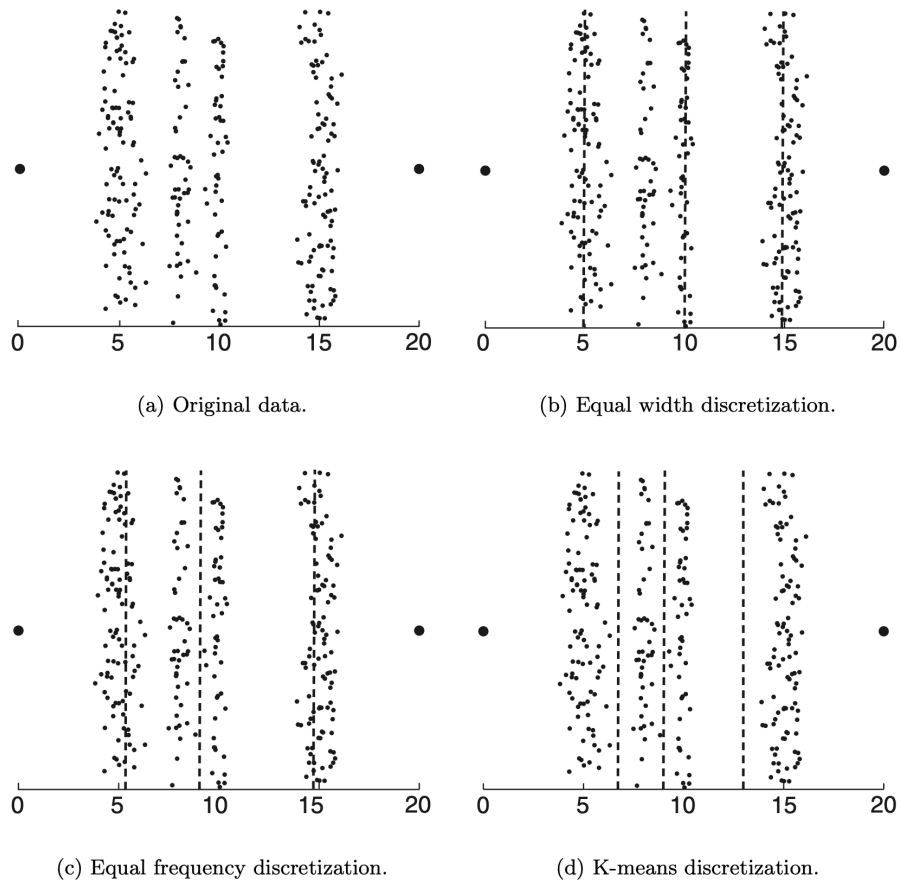 0 5 10 15 20
(a) Original data.
0 5 10 15 20
(b) Equal width discretization.
0 5 10 15 20
(c) Equal frequency discretization.
0 5 10 15 20
(d) K-means discretization.